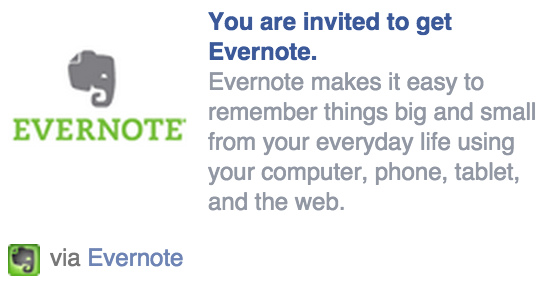 You are invited to get
Evernote.
Evernote makes it easy to
remember things big and small
from your everyday life using
your computer, phone, tablet,
and the web.
EVERNOTE
via Evernote